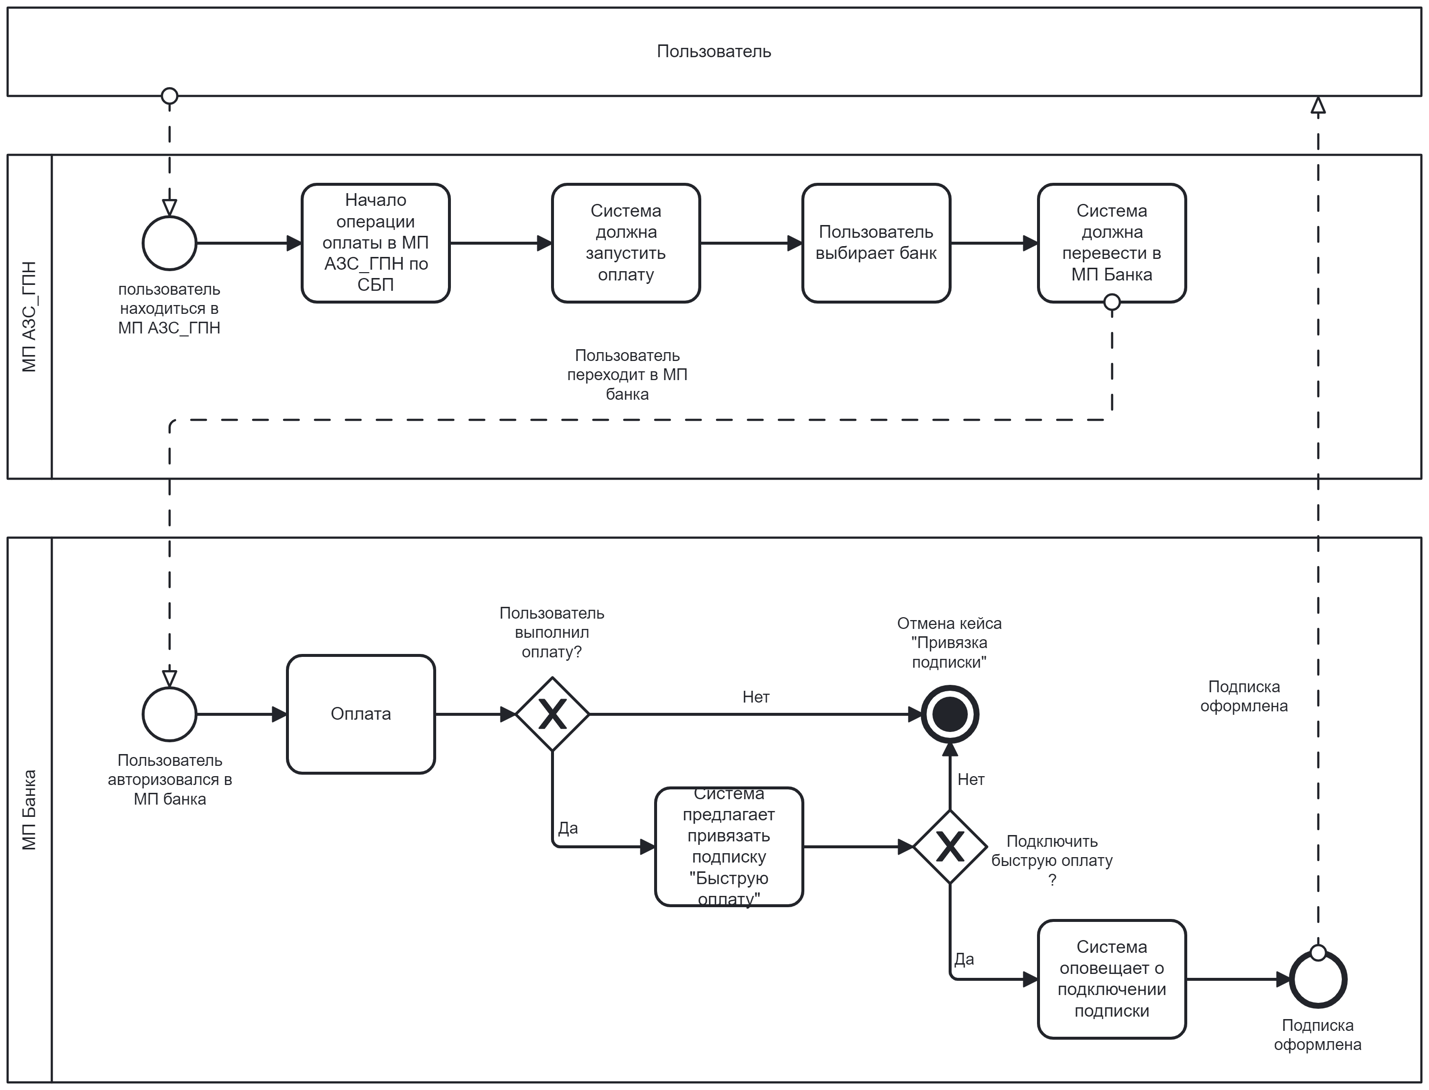 Пользователь
МП АЗС_ГПН
пользователь
находиться в
МП АЗС_ГПН
Начало
операции
оплаты в МП
АЗС_ГПН по
СБП
Система
должна
запустить
оплату
Пользователь
выбирает банк
Система
должна
перевести в
МП Банка
Пользователь
переходит в МП
банка
МП Банка
Пользователь
авторизовался в
МП банка
Оплата
Пользователь
выполнил
оплату?
Нет
Да
Отмена кейса
"Привязка
подписки"
Система
предлагает
привязать
подписку
"Быструю
оплату"
Нет
Подключить
быструю оплату
?
Да
Система
оповещает о
подключении
подписки
Подписка
оформлена
Подписка
оформлена